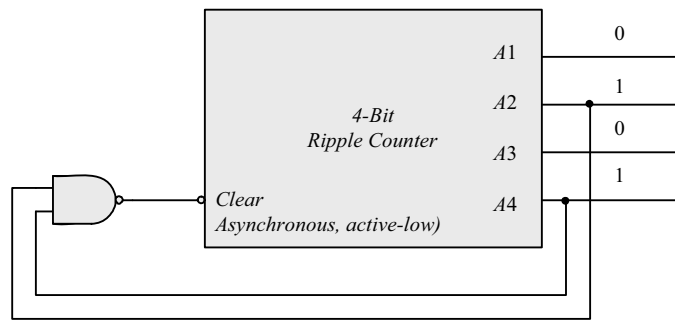 0
A1
1
A2
4-Bit
Ripple Counter
0
A3
1
Clear
A4
Asynchronous, active-low)